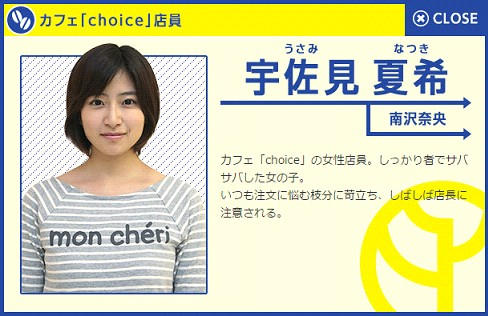 カフェ「choice」店員
CLOSE
うさみ なつき
宇佐見 夏希
南沢奈央
カフェ「choice」の女性店員。しっかり者でサバ
サバした女の子。
いつも注文に悩む枝分に苛立ち、しばしば店長に
注意される。
mon chéri